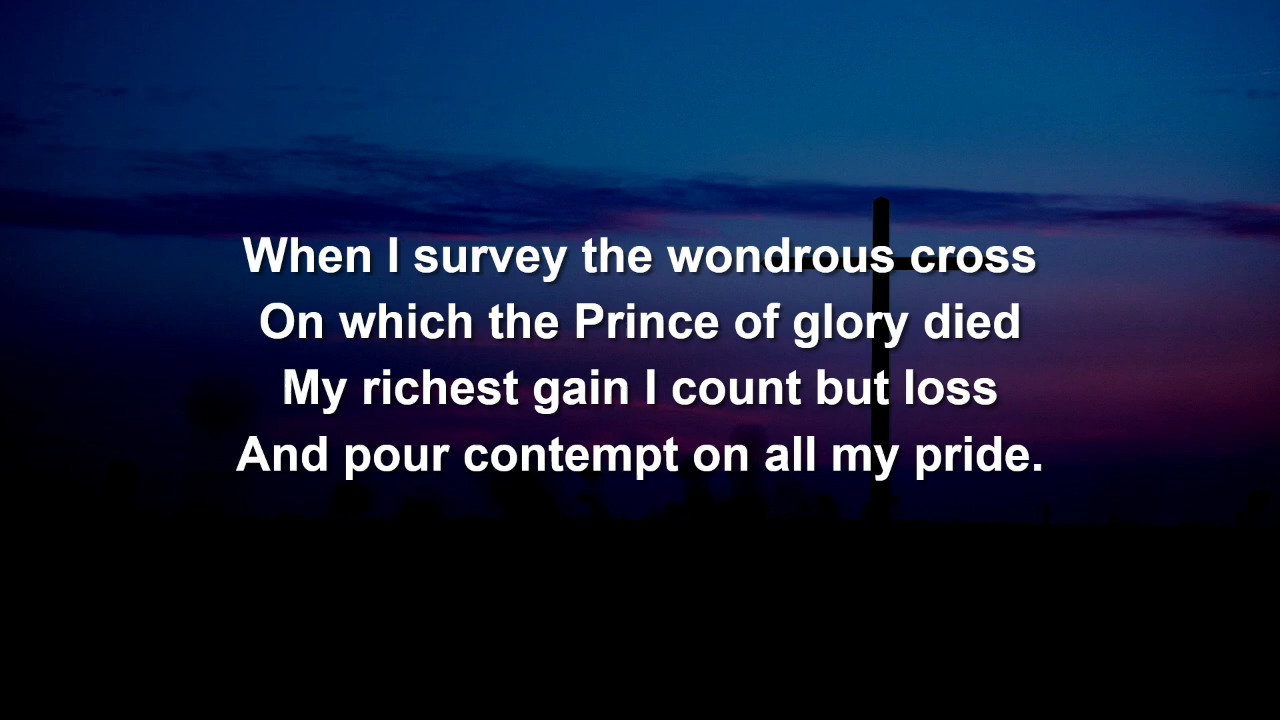 When I survey the wondrous cross
On which the Prince of glory died
My richest gain I count but loss
And pour contempt on all my pride.